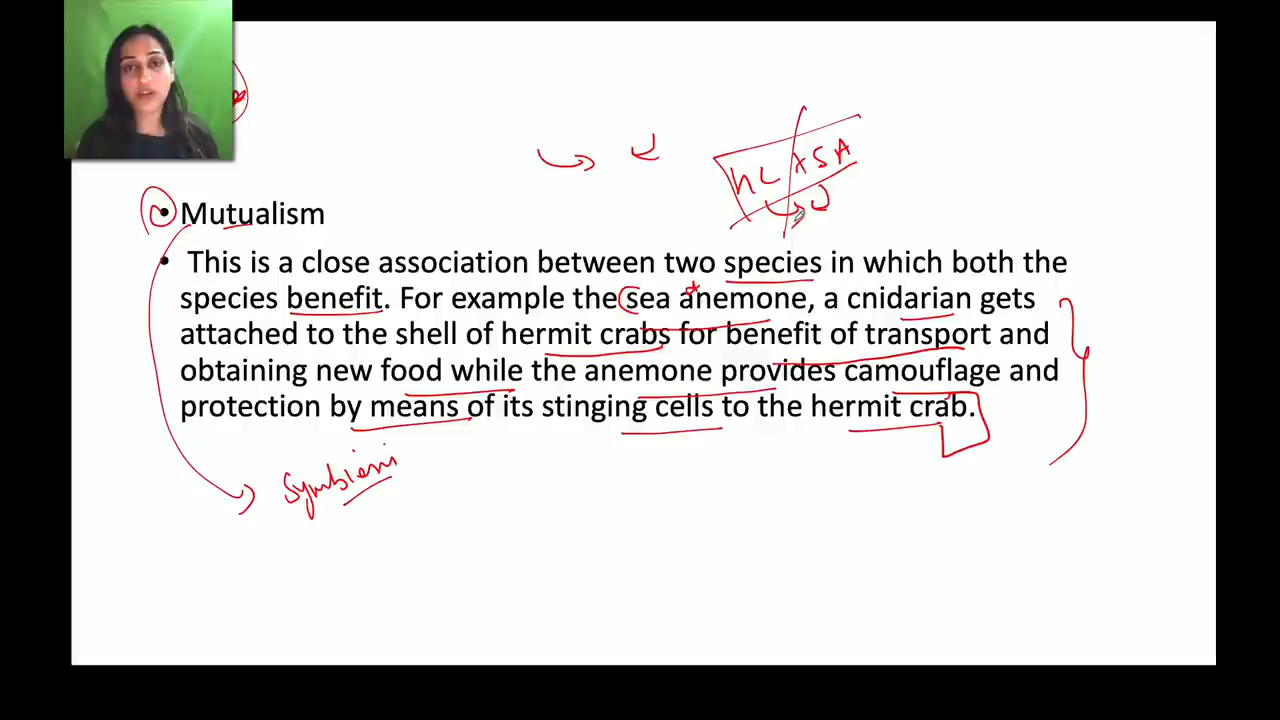 hc + SA
• Mutualism
• This is a close association between two species in which both the
species benefit. For example the sea anemone, a cnidarian gets
attached to the shell of hermit crabs for benefit of transport and
obtaining new food while the anemone provides camouflage and
protection by means of its stinging cells to the hermit crab.